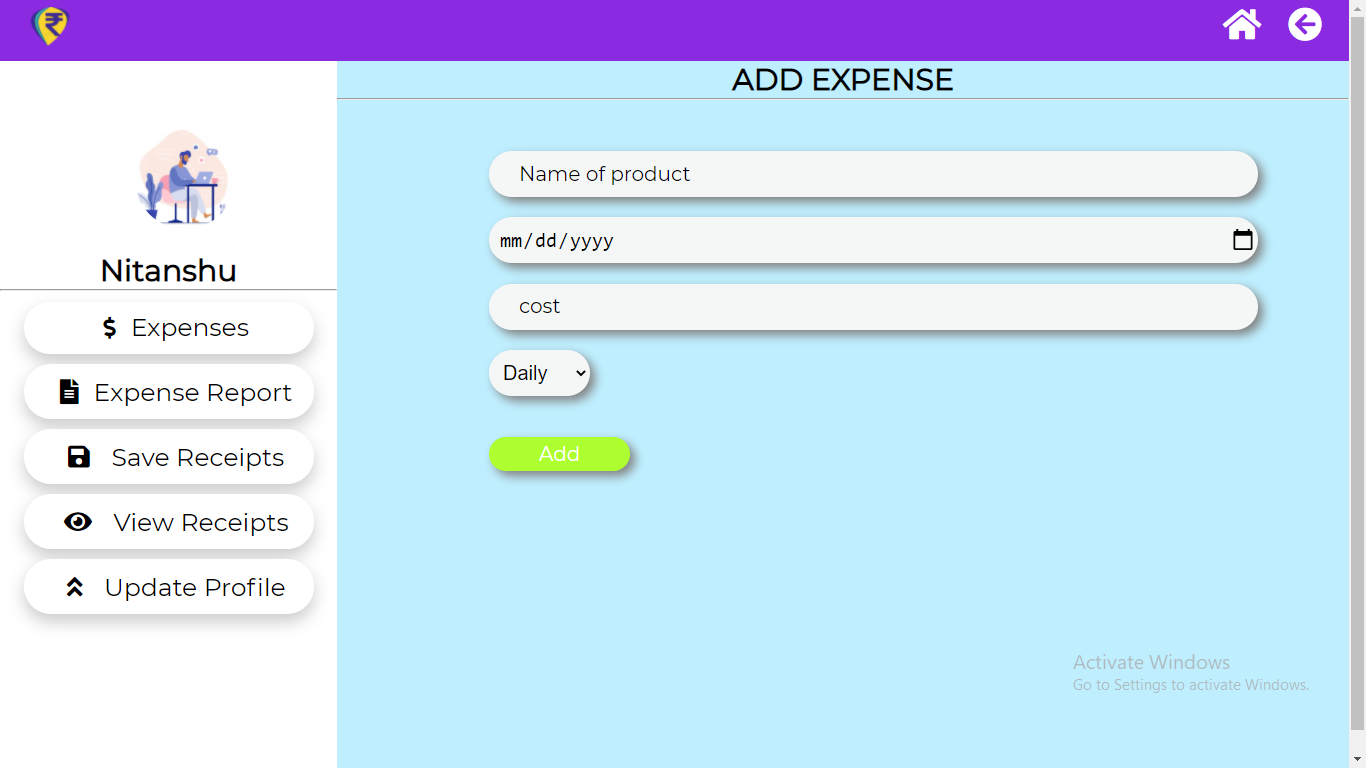 ADD EXPENSE
Nitanshu
$ Expenses
Expense Report
Save Receipts
View Receipts
Update Profile
Name of product
mm/dd/yyyy
cost
Daily
Add
Activate Windows
Go to Settings to activate Windows.